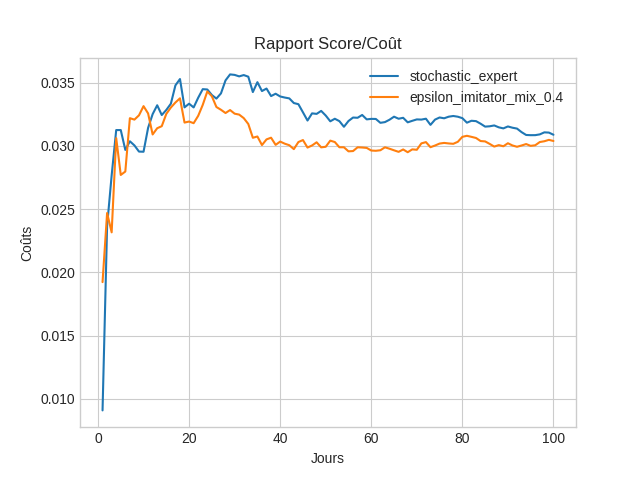 Rapport Score/Coût
stochastic_expert
epsilon_imitator_mix_0.4
Coûts
0.035
0.030
0.025
0.020
0.015
0.010
0 20 40 60 80 100
Jours